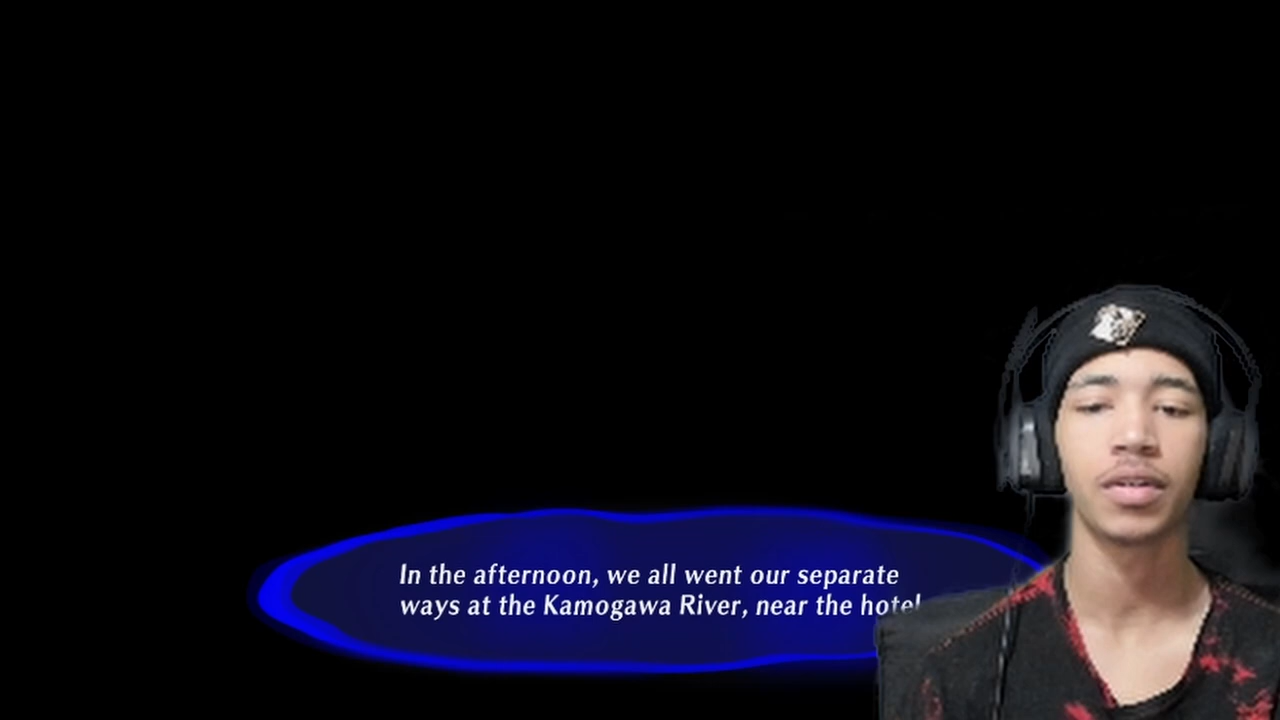 In the afternoon, we all went our separate
ways at the Kamogawa River, near the hotel